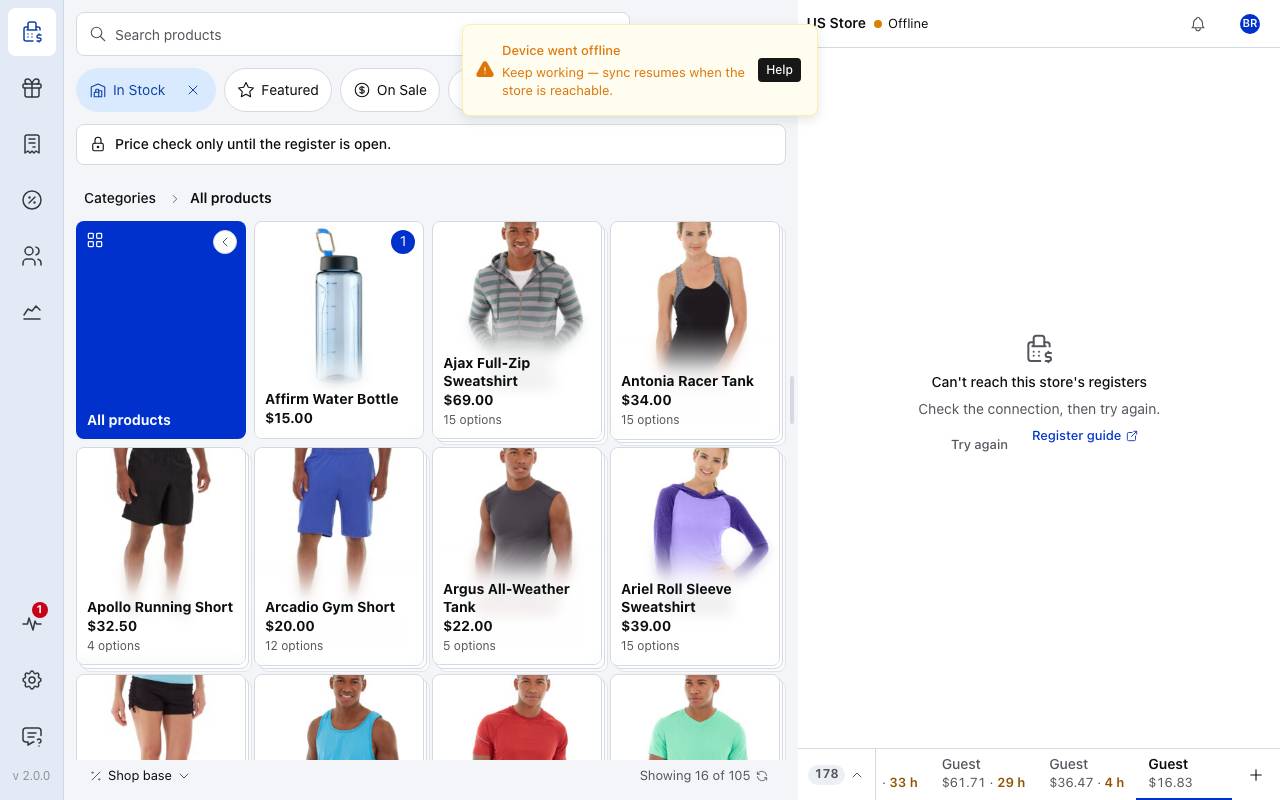 Search products
In Stock
Featured
On Sale
Device went offline
Keep working — sync resumes when the
store is reachable.
Help
US Store
Offline
BR
Price check only until the register is open.
Categories
All products
All products
1
Affirm Water Bottle
$15.00
Ajax Full-Zip
Sweatshirt
$69.00
15 options
Antonia Racer Tank
$34.00
15 options
Apollo Running Short
$32.50
4 options
Arcadio Gym Short
$20.00
12 options
Argus All-Weather
Tank
$22.00
5 options
Ariel Roll Sleeve
Sweatshirt
$39.00
15 options
Can't reach this store's registers
Check the connection, then try again.
Try again
Register guide
1
v 2.0.0
Shop base
Showing 16 of 105
178
· 33 h
Guest
$61.71 · 29 h
Guest
$36.47 · 4 h
Guest
$16.83